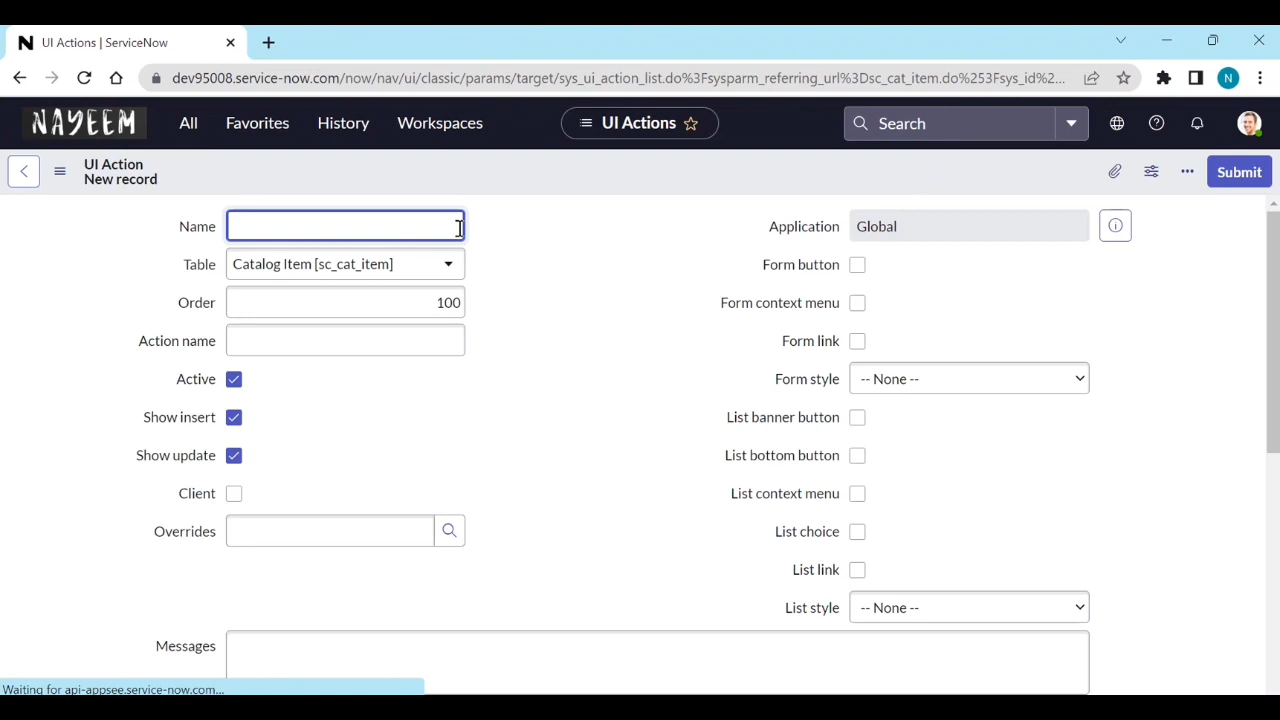 UI Actions | ServiceNow
dev95008.service-now.com/now/nav/ui/classic/params/target/sys_ui_action_list.do%3Fsysparm_referring_url%3Dsc_cat_item.do%253Fsys_id%2...
N
NAYEEM
All
Favorites
History
Workspaces
UI Actions
Search
UI Action
New record
Submit
Name
Application
Global
Table
Catalog Item [sc_cat_item]
Form button
Order
100
Form context menu
Action name
Form link
Active
Form style
-- None --
Show insert
List banner button
Show update
List bottom button
Client
List context menu
Overrides
List choice
List link
List style
-- None --
Messages
Waiting for api-appsee.service-now.com...